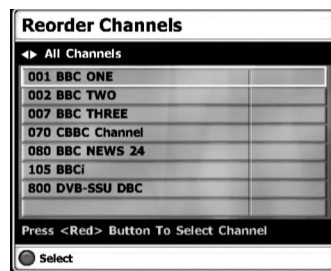 Reorder Channels
◄► All Channels
001 BBC ONE
002 BBC TWO
007 BBC THREE
070 CBBC Channel
080 BBC NEWS 24
105 BBCi
800 DVB-SSU DBC
Press <Red> Button To Select Channel
Select